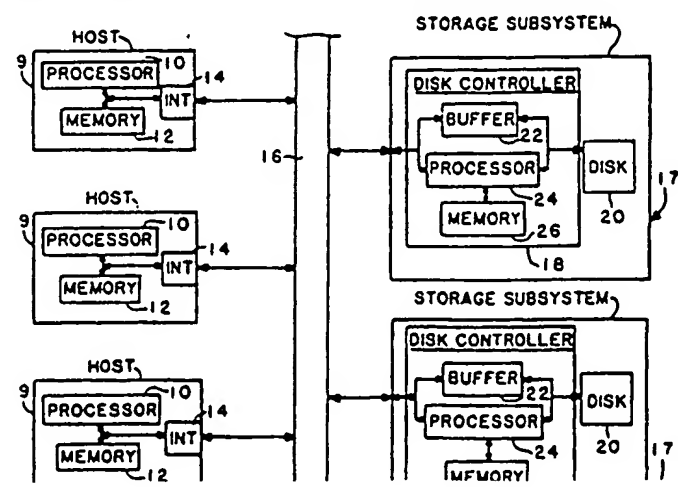 HOST
9
10
14
PROCESSOR
INT
MEMORY
12
HOST
9
10
14
PROCESSOR
INT
MEMORY
12
HOST
9
10
14
PROCESSOR
INT
MEMORY
12
16
STORAGE SUBSYSTEM
DISK CONTROLLER
BUFFER
22
PROCESSOR
24
MEMORY
26
18
DISK
20
17
STORAGE SUBSYSTEM
DISK CONTROLLER
BUFFER
22
PROCESSOR
24
MEMORY
DISK
20
17